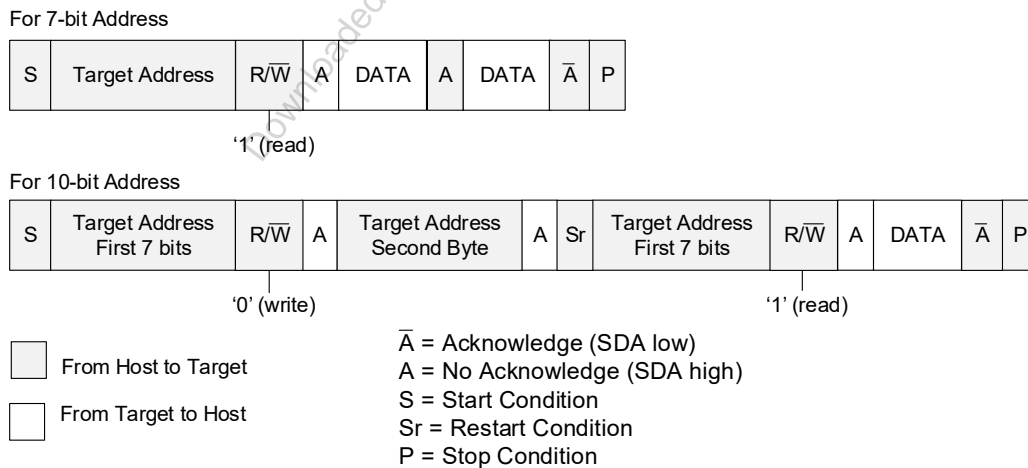 For 7-bit Address
Downloaded
S Target Address R/W̅ A DATA A DATA A̅ P
‘1’ (read)
For 10-bit Address
S Target Address First 7 bits R/W̅ A Target Address Second Byte A Sr Target Address First 7 bits R/W̅ A DATA A̅ P
‘0’ (write) ‘1’ (read)
From Host to Target
From Target to Host
A̅ = Acknowledge (SDA low)
A = No Acknowledge (SDA high)
S = Start Condition
Sr = Restart Condition
P = Stop Condition